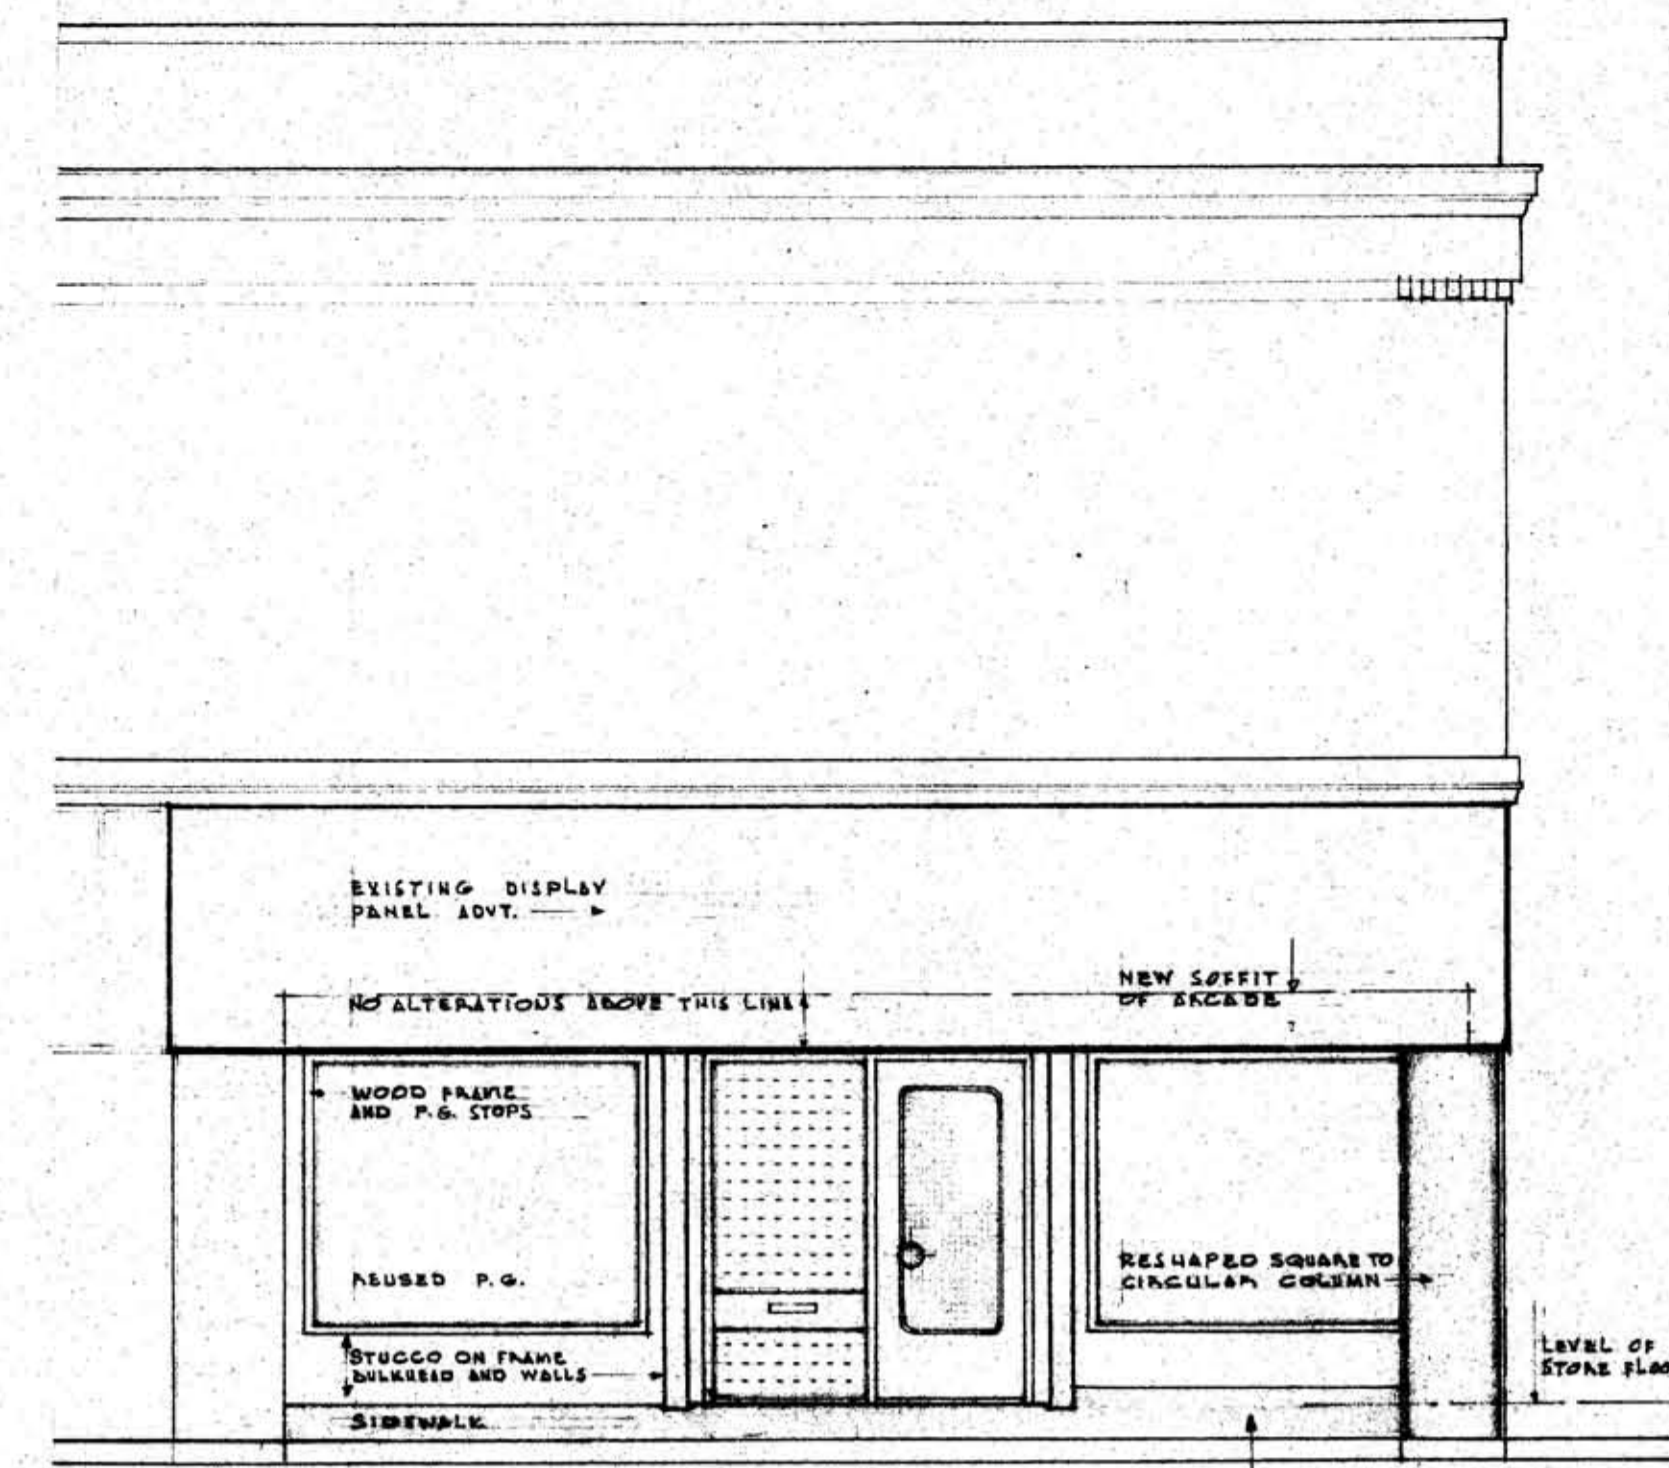 EXISTING DISPLAY
PANEL ADVT.
NEW SOFFIT
OF ARCADE
NO ALTERATIONS ABOVE THIS LINE
WOOD FRAME
AND P.G. STOPS
REUSED P.G.
RESHAPED SQUARE TO
CIRCULAR COLUMN
STUCCO ON FRAME
BULKHEAD AND WALLS
SIDEWALK
LEVEL OF
STORE FLOO